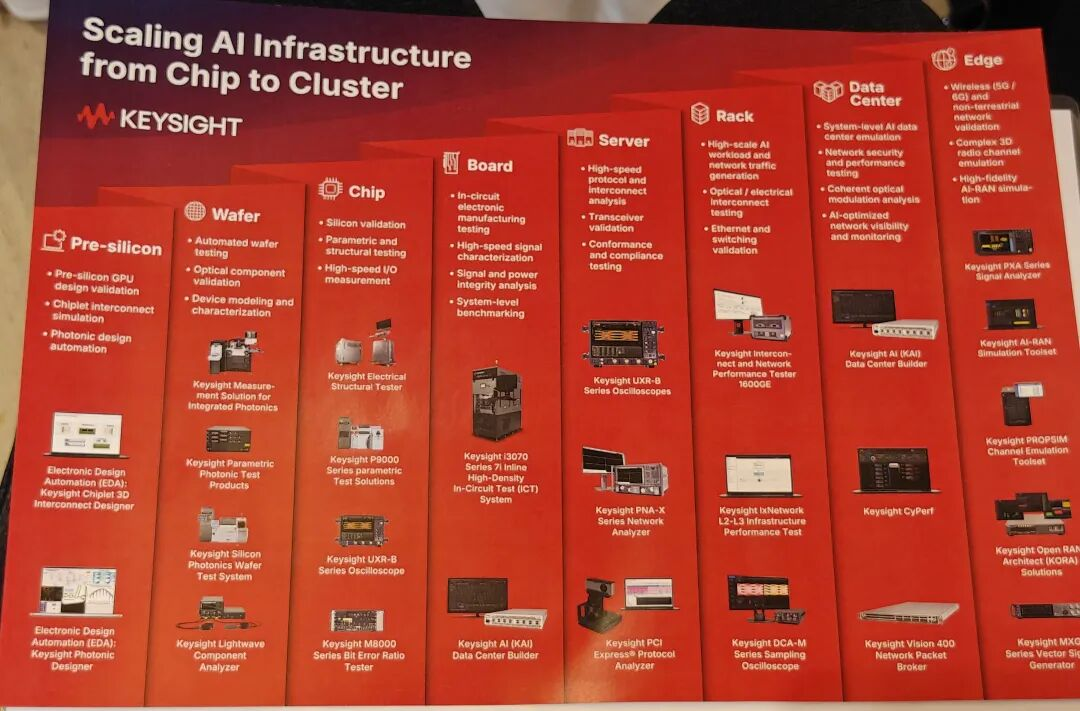 Scaling AI Infrastructure
from Chip to Cluster
KEYSIGHT
Pre-silicon
• Pre-silicon GPU
design validation
• Chiplet interconnect
simulation
• Photonic design
automation
Electronic Design
Automation (EDA):
Keysight Chiplet 3D
Interconnect Designer
Electronic Design
Automation (EDA):
Keysight Photonic
Designer
Wafer
• Automated wafer
testing
• Optical component
validation
• Device modeling and
characterization
Keysight Measure-
ment Solution for
Integrated Photonics
Keysight Parametric
Photonic Test
Products
Keysight Silicon
Photonics Wafer
Test System
Keysight Lightwave
Component
Analyzer
Chip
• Silicon validation
• Parametric and
structural testing
• High-speed I/O
measurement
Keysight Electrical
Structural Tester
Keysight P9000
Series parametric
Test Solutions
Keysight UXR-B
Series Oscilloscope
Keysight M8000
Series Bit Error Ratio
Tester
Board
• In-circuit
electronic
manufacturing
testing
• High-speed signal
characterization
• Signal and power
integrity analysis
• System-level
benchmarking
Keysight i3070
Series 7i Inline
High-Density
In-Circuit Test (ICT)
System
Keysight AI (KAI)
Data Center Builder
Server
• High-speed
protocol and
interconnect
analysis
• Transceiver
validation
• Conformance
and compliance
testing
Keysight UXR-B
Series Oscilloscopes
Keysight PNA-X
Series Network
Analyzer
Keysight PCI
Express® Protocol
Analyzer
Rack
• High-scale AI
workload and
network traffic
generation
• Optical / electrical
interconnect
testing
• Ethernet and
switching
validation
Keysight Intercon-
nect and Network
Performance Tester
1600GE
Keysight IxNetwork
L2-L3 Infrastructure
Performance Test
Keysight DCA-M
Series Sampling
Oscilloscope
Data
Center
• System-level AI data
center emulation
• Network security
and performance
testing
• Coherent optical
modulation analysis
• AI-optimized
network visibility
and monitoring
Keysight AI (KAI)
Data Center Builder
Keysight CyPerf
Keysight Vision 400
Network Packet
Broker
Edge
• Wireless (5G /
6G) and
non-terrestrial
network
validation
• Complex 3D
radio channel
emulation
• High-fidelity
AI-RAN simula-
tion
Keysight PXA Series
Signal Analyzer
Keysight AI-RAN
Simulation Toolset
Keysight PROPSIM
Channel Emulation
Toolset
Keysight Open RAN
Architect (KORA)
Solutions
Keysight MXG
Series Vector Sig
Generator